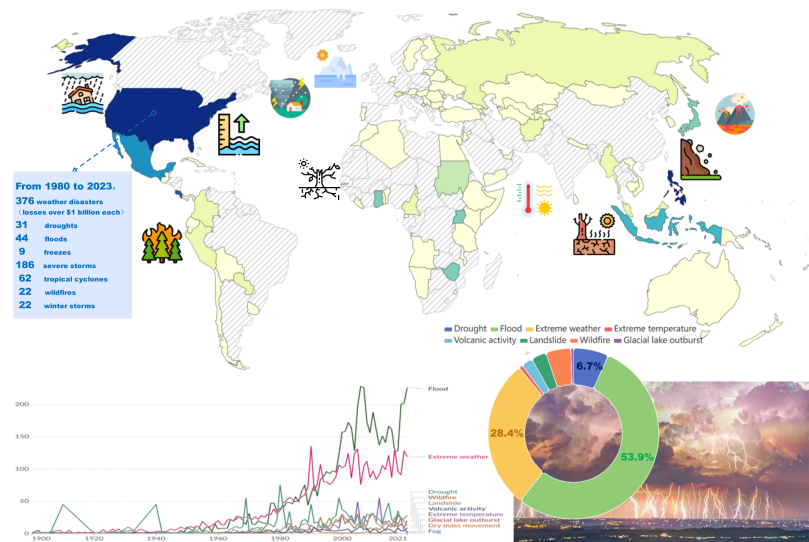 From 1980 to 2023,
376 weather disasters
(losses over $1 billion each)
31 droughts
44 floods
9 freezes
186 severe storms
62 tropical cyclones
22 wildfires
22 winter storms
Drought Flood Extreme weather Extreme temperature
Volcanic activity Landslide Wildfire Glacial lake outburst
6.7%
28.4%
53.9%
200
150
100
50
0
1900 1920 1940 1960 1980 2000 2021
Flood
Extreme weather
Drought
Wildfire
Landslide
Volcanic activity
Extreme temperature
Glacial lake outburst
Dry mass movement
Fog